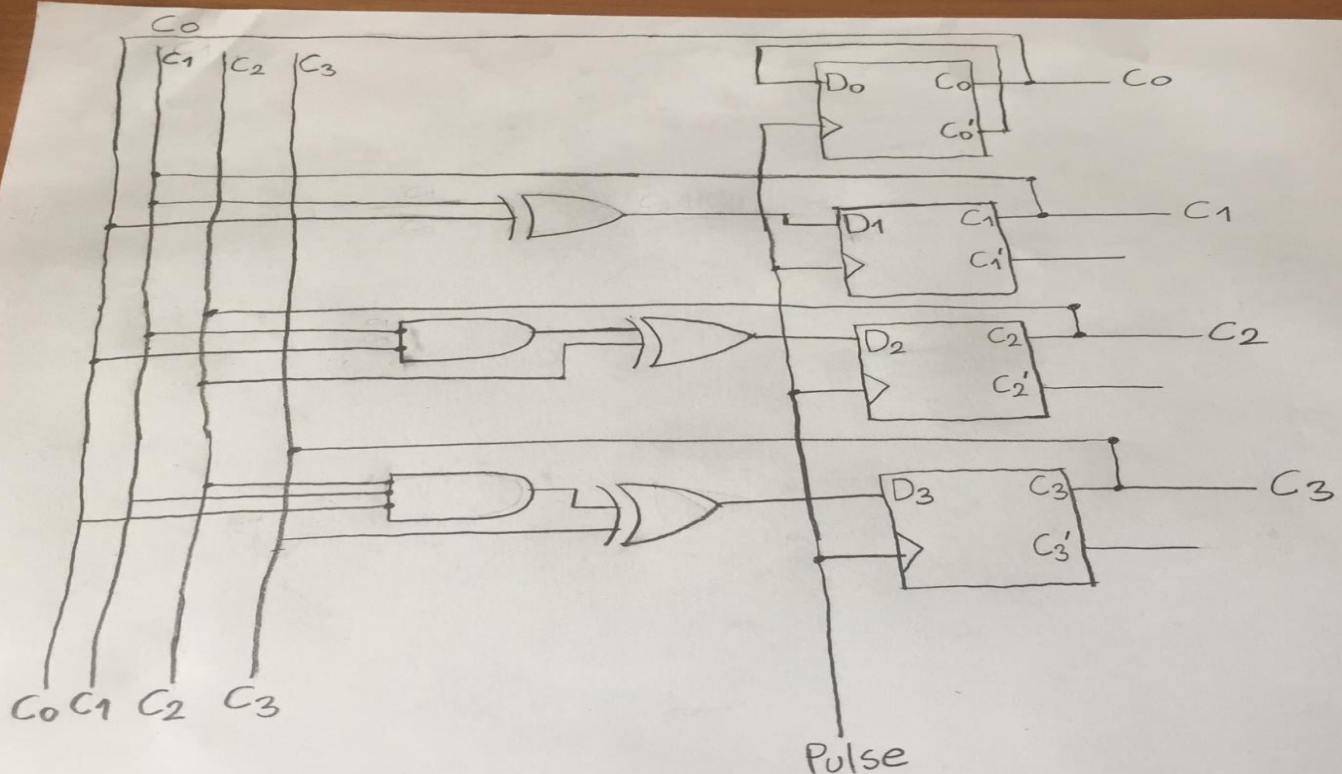 C0
C1 C2 C3
D0 C0 C0
C0'
D1 C1 C1
C1'
D2 C2 C2
C2'
D3 C3 C3
C3'
C0 C1 C2 C3
Pulse